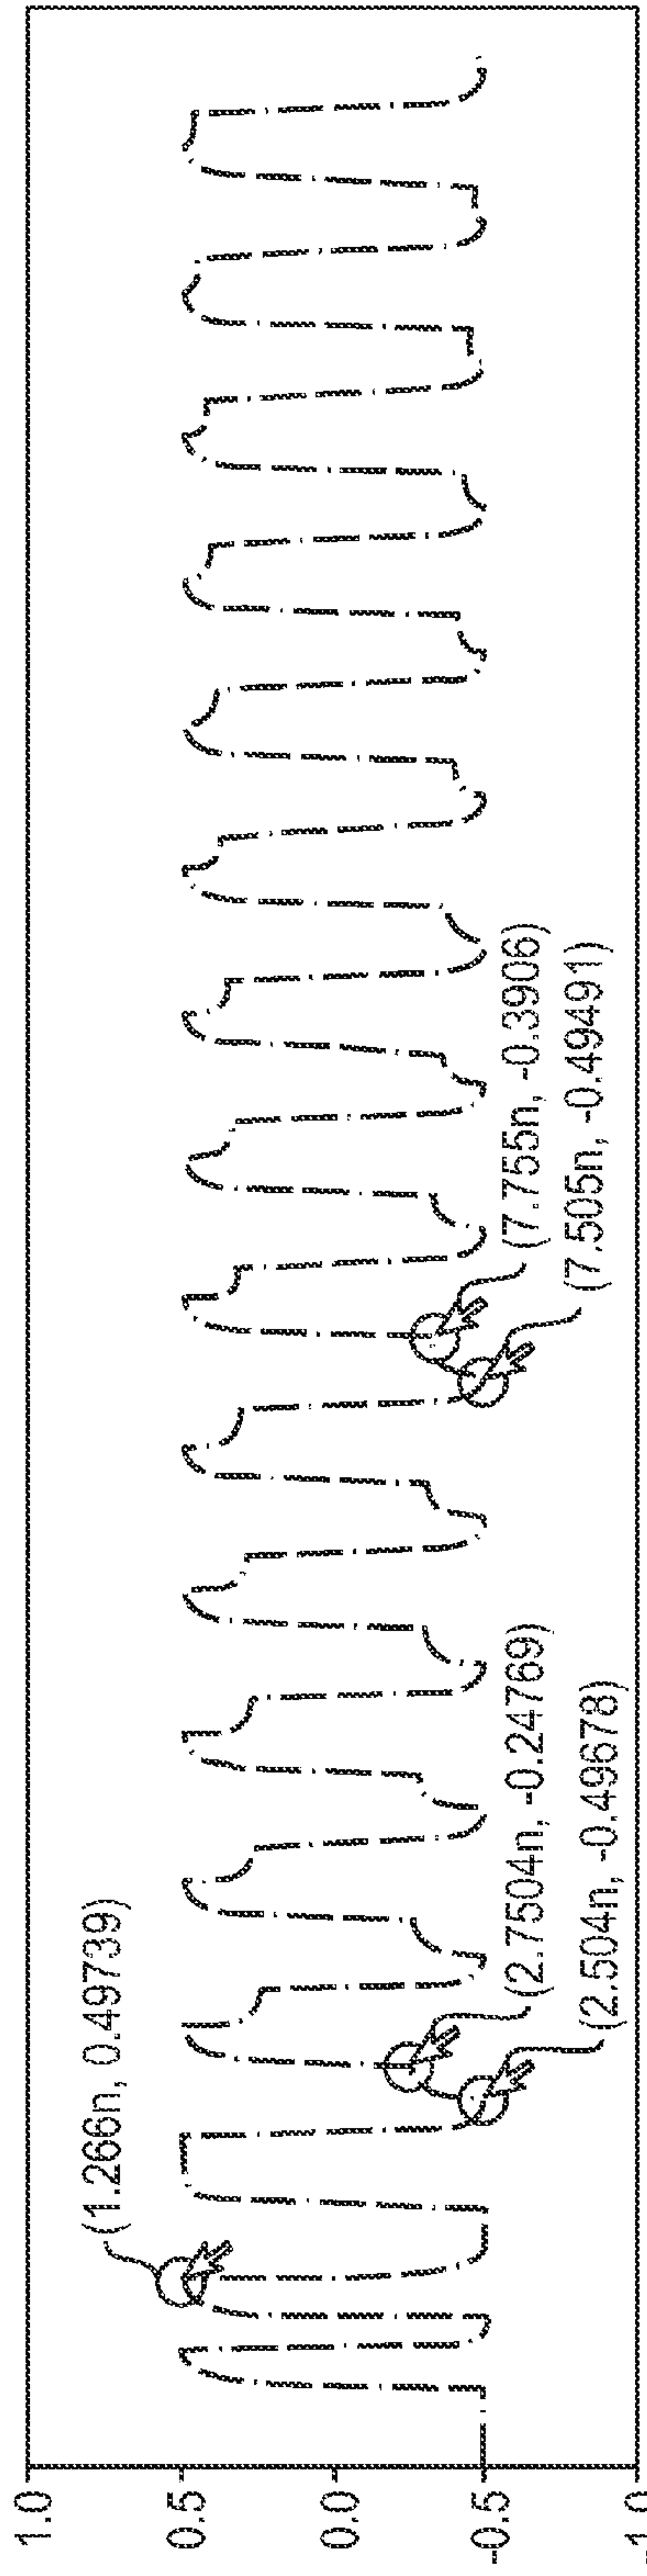 1.0
0.5
0.0
-0.5
-1.0
(1.266n, 0.49739)
(2.7504n, -0.24769)
(2.504n, -0.49678)
(7.755n, -0.3906)
(7.505n, -0.49491)